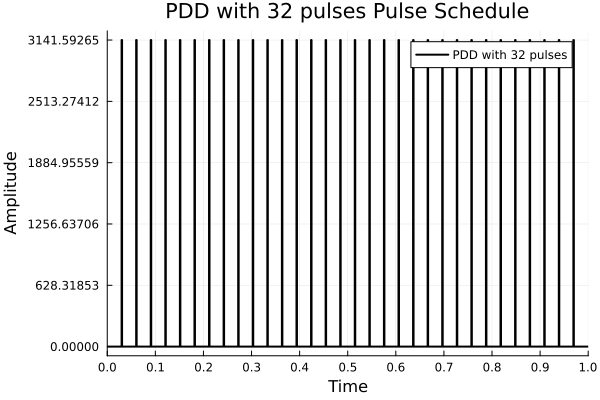 PDD with 32 pulses Pulse Schedule
3141.59265
2513.27412
1884.95559
1256.63706
628.31853
0.00000
Amplitude
PDD with 32 pulses
0.0 0.1 0.2 0.3 0.4 0.5 0.6 0.7 0.8 0.9 1.0
Time